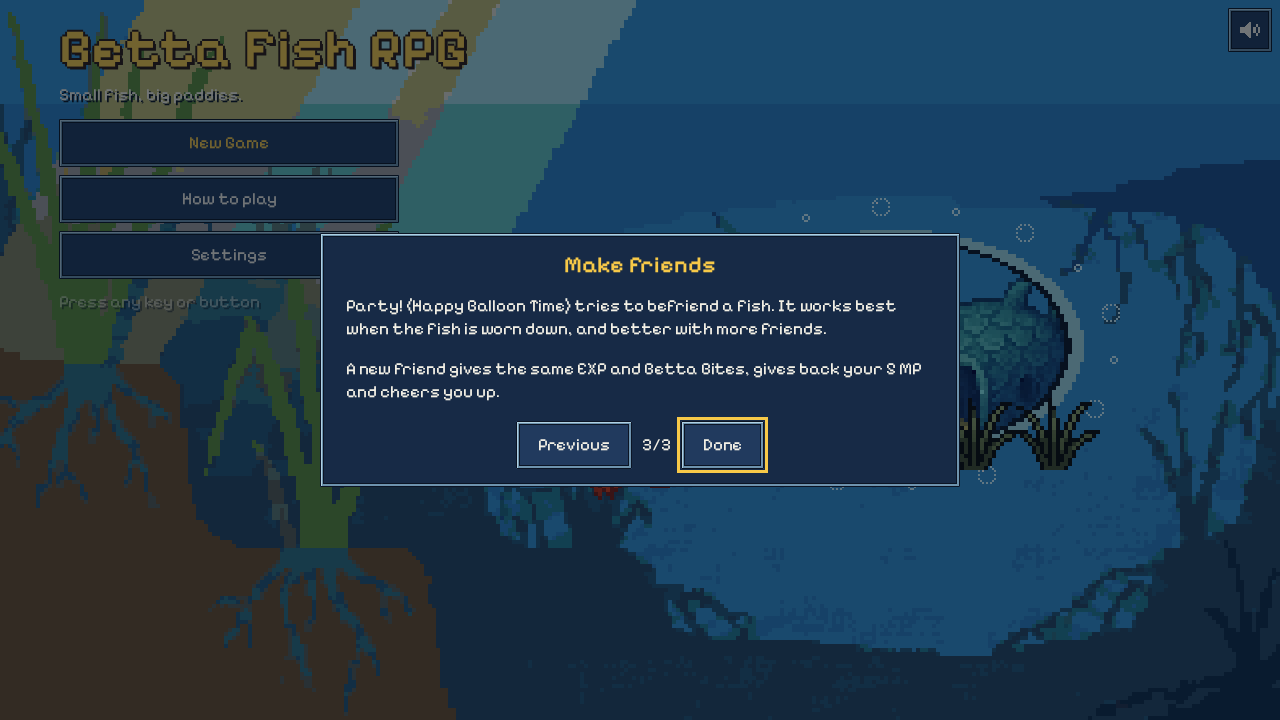 Betta Fish RPG
Small fish, big paddies.
New Game
How to play
Settings
Press any key or button
Make friends
Party! (Happy Balloon Time) tries to befriend a fish. It works best
when the fish is worn down, and better with more friends.
A new friend gives the same EXP and Betta Bites, gives back your 8 MP
and cheers you up.
Previous
3/3
Done